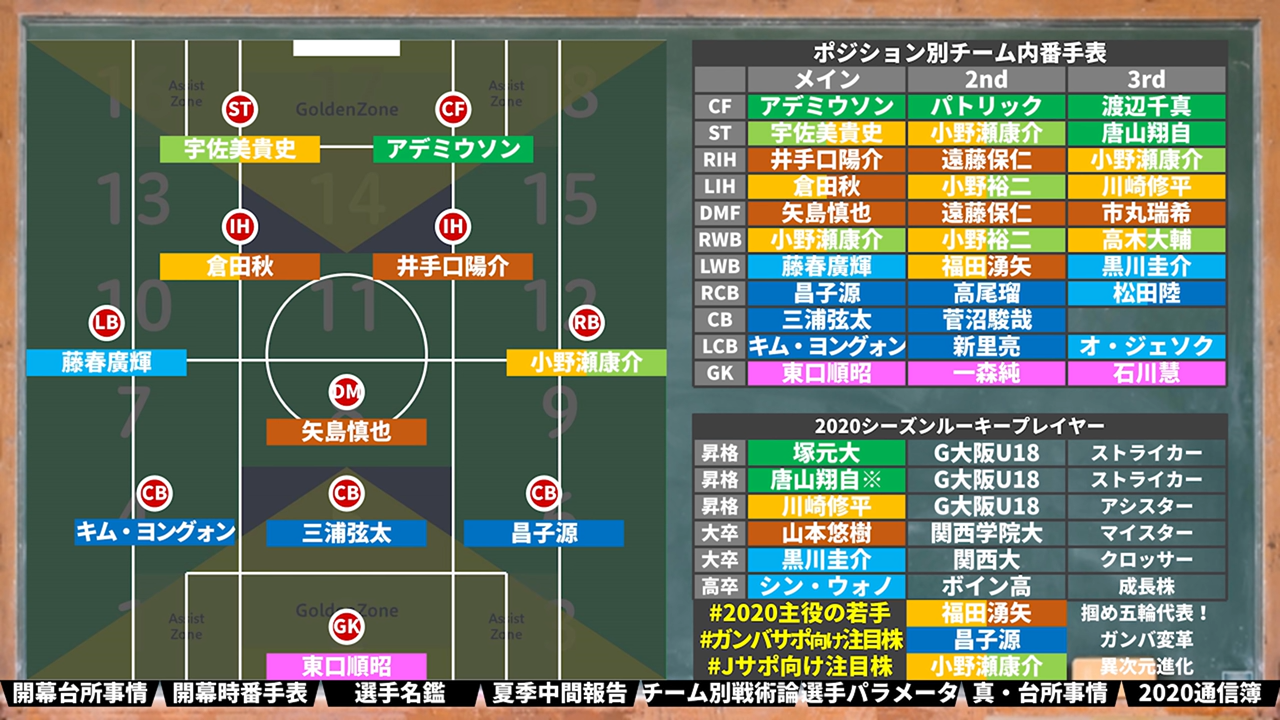 16 17 18
Assist Zone
GoldenZone
Assist Zone
ST CF
宇佐美貴史 アデミウソン
13 14 15
IH IH
倉田秋 井手口陽介
10 11 12
LB RB
藤春廣輝 小野瀬康介
7 9
DM
矢島慎也
CB CB CB
キム・ヨングォン 三浦弦太 昌子源
Assist Zone
GoldenZone
Assist Zone
GK
東口順昭
ポジション別チーム内番手表
メイン 2nd 3rd
CF アデミウソン パトリック 渡辺千真
ST 宇佐美貴史 小野瀬康介 唐山翔自
RIH 井手口陽介 遠藤保仁 小野瀬康介
LIH 倉田秋 小野裕二 川崎修平
DMF 矢島慎也 遠藤保仁 市丸瑞希
RWB 小野瀬康介 小野裕二 高木大輔
LWB 藤春廣輝 福田湧矢 黒川圭介
RCB 昌子源 高尾瑠 松田陸
CB 三浦弦太 菅沼駿哉
LCB キム・ヨングォン 新里亮 オ・ジェソク
GK 東口順昭 一森純 石川慧
2020シーズンルーキープレイヤー
昇格 塚元大 G大阪U18 ストライカー
昇格 唐山翔自※ G大阪U18 ストライカー
昇格 川崎修平 G大阪U18 アシスター
大卒 山本悠樹 関西学院大 マイスター
大卒 黒川圭介 関西大 クロッサー
高卒 シン・ウォノ ボイン高 成長株
#2020主役の若手 福田湧矢 掴め五輪代表！
#ガンバサポ向け注目株 昌子源 ガンバ変革
#Jサポ向け注目株 小野瀬康介 異次元進化
開幕台所事情 開幕時番手表 選手名鑑 夏季中間報告 チーム別戦術論 選手パラメータ 真・台所事情 2020通信簿